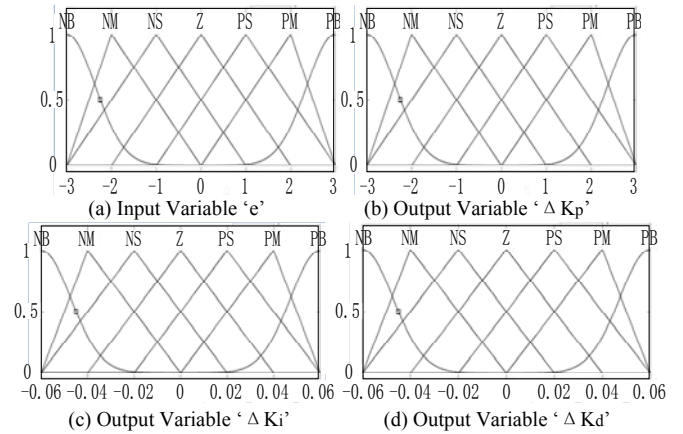 NB NM NS Z PS PM PB
1
0.5
0
-3 -2 -1 0 1 2 3
(a) Input Variable ‘e’
NB NM NS Z PS PM PB
1
0.5
0
-3 -2 -1 0 1 2 3
(b) Output Variable ‘ Δ Kp’
NB NM NS Z PS PM PB
1
0.5
0
-0.06 -0.04 -0.02 0 0.02 0.04 0.06
(c) Output Variable ‘ Δ Ki’
NB NM NS Z PS PM PB
1
0.5
0
-0.06 -0.04 -0.02 0 0.02 0.04 0.06
(d) Output Variable ‘ Δ Kd’